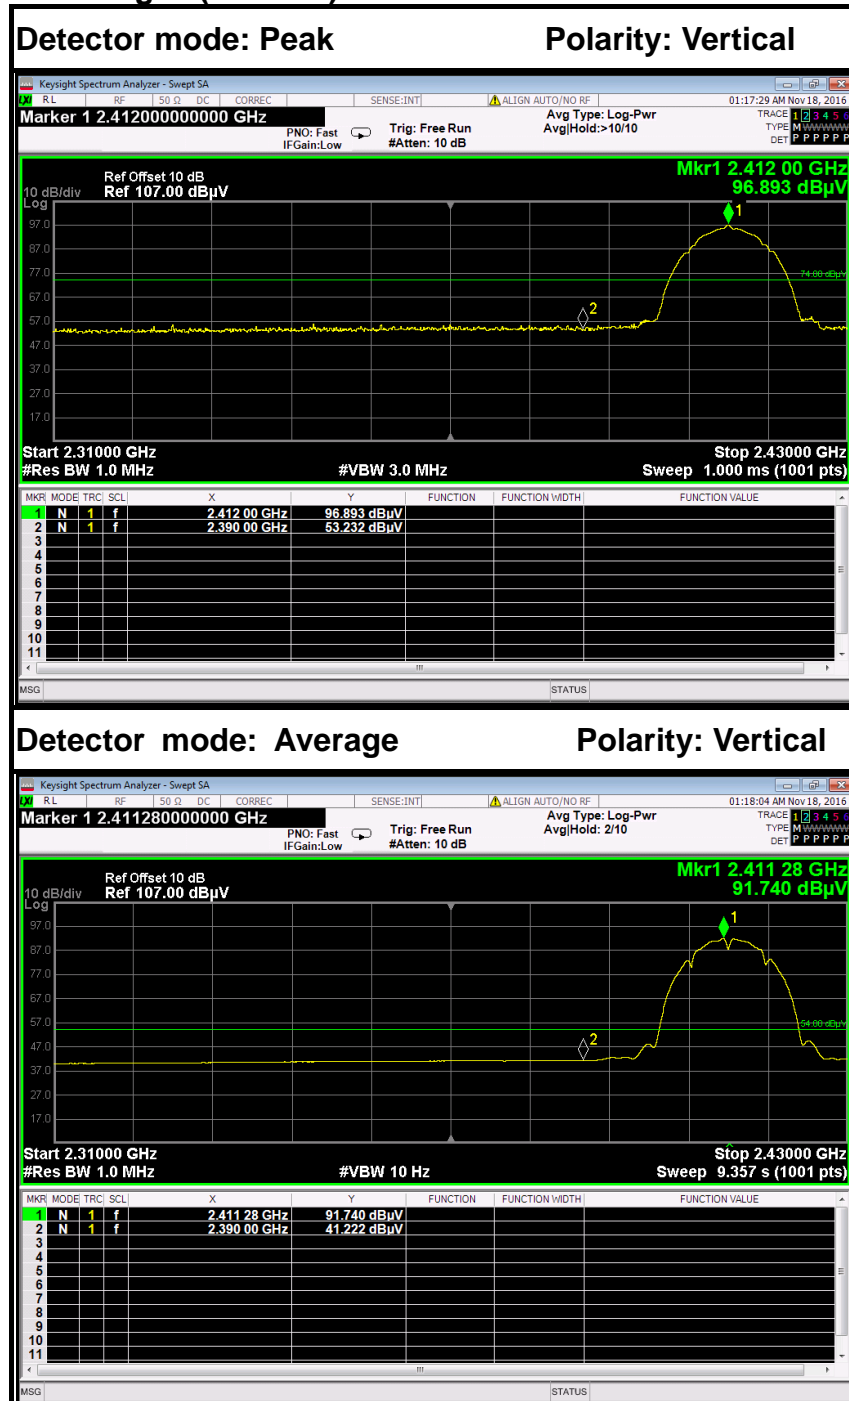 Detector mode: Peak Polarity: Vertical
Keysight Spectrum Analyzer - Swept SA
LXI RL RF 50 Ω DC CORREC SENSE:INT ALIGN AUTO/NO RF 01:17:29 AM Nov 18, 2016
Marker 1 2.412000000000 GHz
PNO: Fast
IFGain:Low
Trig: Free Run
#Atten: 10 dB
Avg Type: Log-Pwr
Avg|Hold:>10/10
TRACE 1 2 3 4 5 6
TYPE M WWWWW
DET P P P P P P
Mkr1 2.412 00 GHz
96.893 dBµV
Ref Offset 10 dB
10 dB/div Ref 107.00 dBµV
Log
1
97.0
87.0
77.0
74.00 dBµV
67.0
2
57.0
47.0
37.0
27.0
17.0
Start 2.31000 GHz Stop 2.43000 GHz
#Res BW 1.0 MHz #VBW 3.0 MHz Sweep 1.000 ms (1001 pts)
MKR MODE TRC SCL X Y FUNCTION FUNCTION WIDTH FUNCTION VALUE
1 N 1 f 2.412 00 GHz 96.893 dBµV
2 N 1 f 2.390 00 GHz 53.232 dBµV
3
4
5
6
7
8
9
10
11
MSG STATUS
Detector mode: Average Polarity: Vertical
Keysight Spectrum Analyzer - Swept SA
LXI RL RF 50 Ω DC CORREC SENSE:INT ALIGN AUTO/NO RF 01:18:04 AM Nov 18, 2016
Marker 1 2.411280000000 GHz
PNO: Fast
IFGain:Low
Trig: Free Run
#Atten: 10 dB
Avg Type: Log-Pwr
Avg|Hold: 2/10
TRACE 1 2 3 4 5 6
TYPE M WWWWW
DET P P P P P P
Mkr1 2.411 28 GHz
91.740 dBµV
Ref Offset 10 dB
10 dB/div Ref 107.00 dBµV
Log
1
97.0
87.0
77.0
67.0
57.0
54.00 dBµV
2
47.0
37.0
27.0
17.0
Start 2.31000 GHz Stop 2.43000 GHz
#Res BW 1.0 MHz #VBW 10 Hz Sweep 9.357 s (1001 pts)
MKR MODE TRC SCL X Y FUNCTION FUNCTION WIDTH FUNCTION VALUE
1 N 1 f 2.411 28 GHz 91.740 dBµV
2 N 1 f 2.390 00 GHz 41.222 dBµV
3
4
5
6
7
8
9
10
11
MSG STATUS